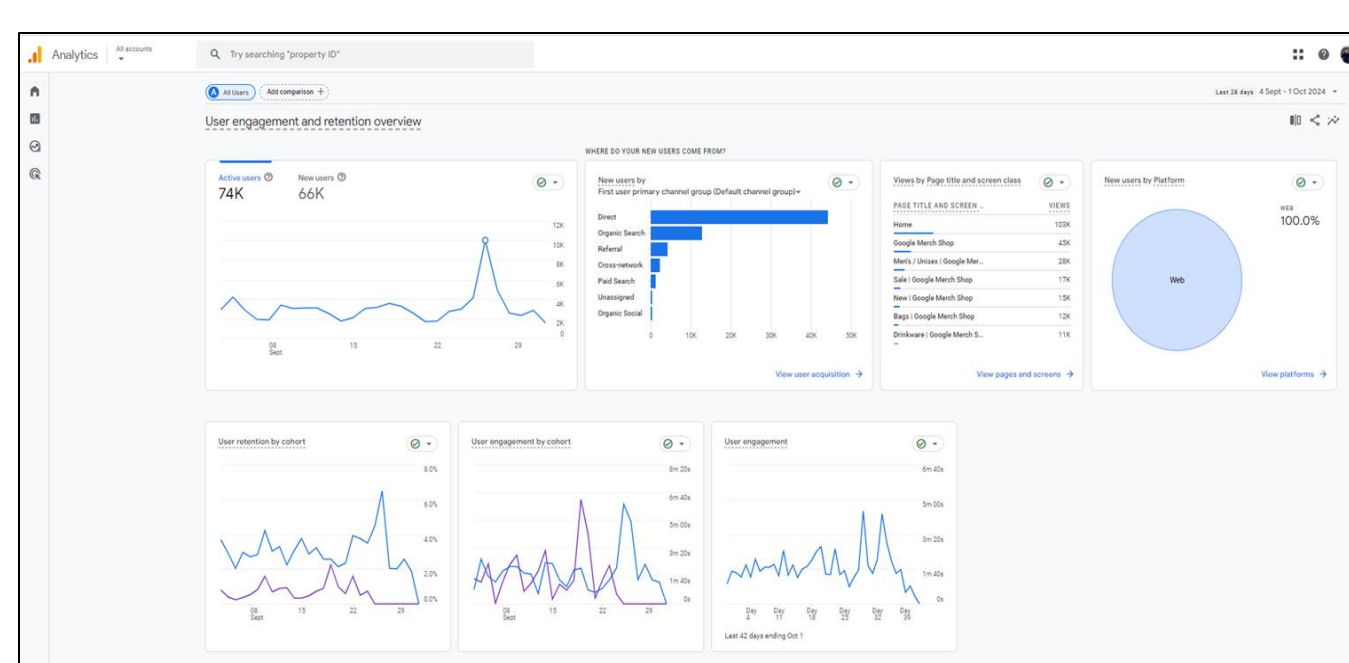 Analytics
All accounts
Try searching "property ID"
A All Users
Add comparison +
Last 28 days 4 Sept - 1 Oct 2024
User engagement and retention overview
WHERE DO YOUR NEW USERS COME FROM?
Active users
New users
74K
66K
12K
10K
8K
6K
4K
2K
0
08
Sept
15
22
29
New users by
First user primary channel group (Default channel group)
Direct
Organic Search
Referral
Cross-network
Paid Search
Unassigned
Organic Social
0 10K 20K 30K 40K 50K
View user acquisition →
Views by Page title and screen class
PAGE TITLE AND SCREEN ... VIEWS
Home 103K
Google Merch Shop 45K
Men's / Unisex | Google Mer... 28K
Sale | Google Merch Shop 17K
New | Google Merch Shop 15K
Bags | Google Merch Shop 12K
Drinkware | Google Merch S... 11K
View pages and screens →
New users by Platform
WEB
100.0%
Web
View platforms →
User retention by cohort
8.0%
6.0%
4.0%
2.0%
0.0%
08
Sept
15
22
29
User engagement by cohort
8m 20s
6m 40s
5m 00s
3m 20s
1m 40s
0s
08
Sept
15
22
29
User engagement
6m 40s
5m 00s
3m 20s
1m 40s
0s
Day Day Day Day Day Day
4 11 18 25 32 39
Last 42 days ending Oct 1